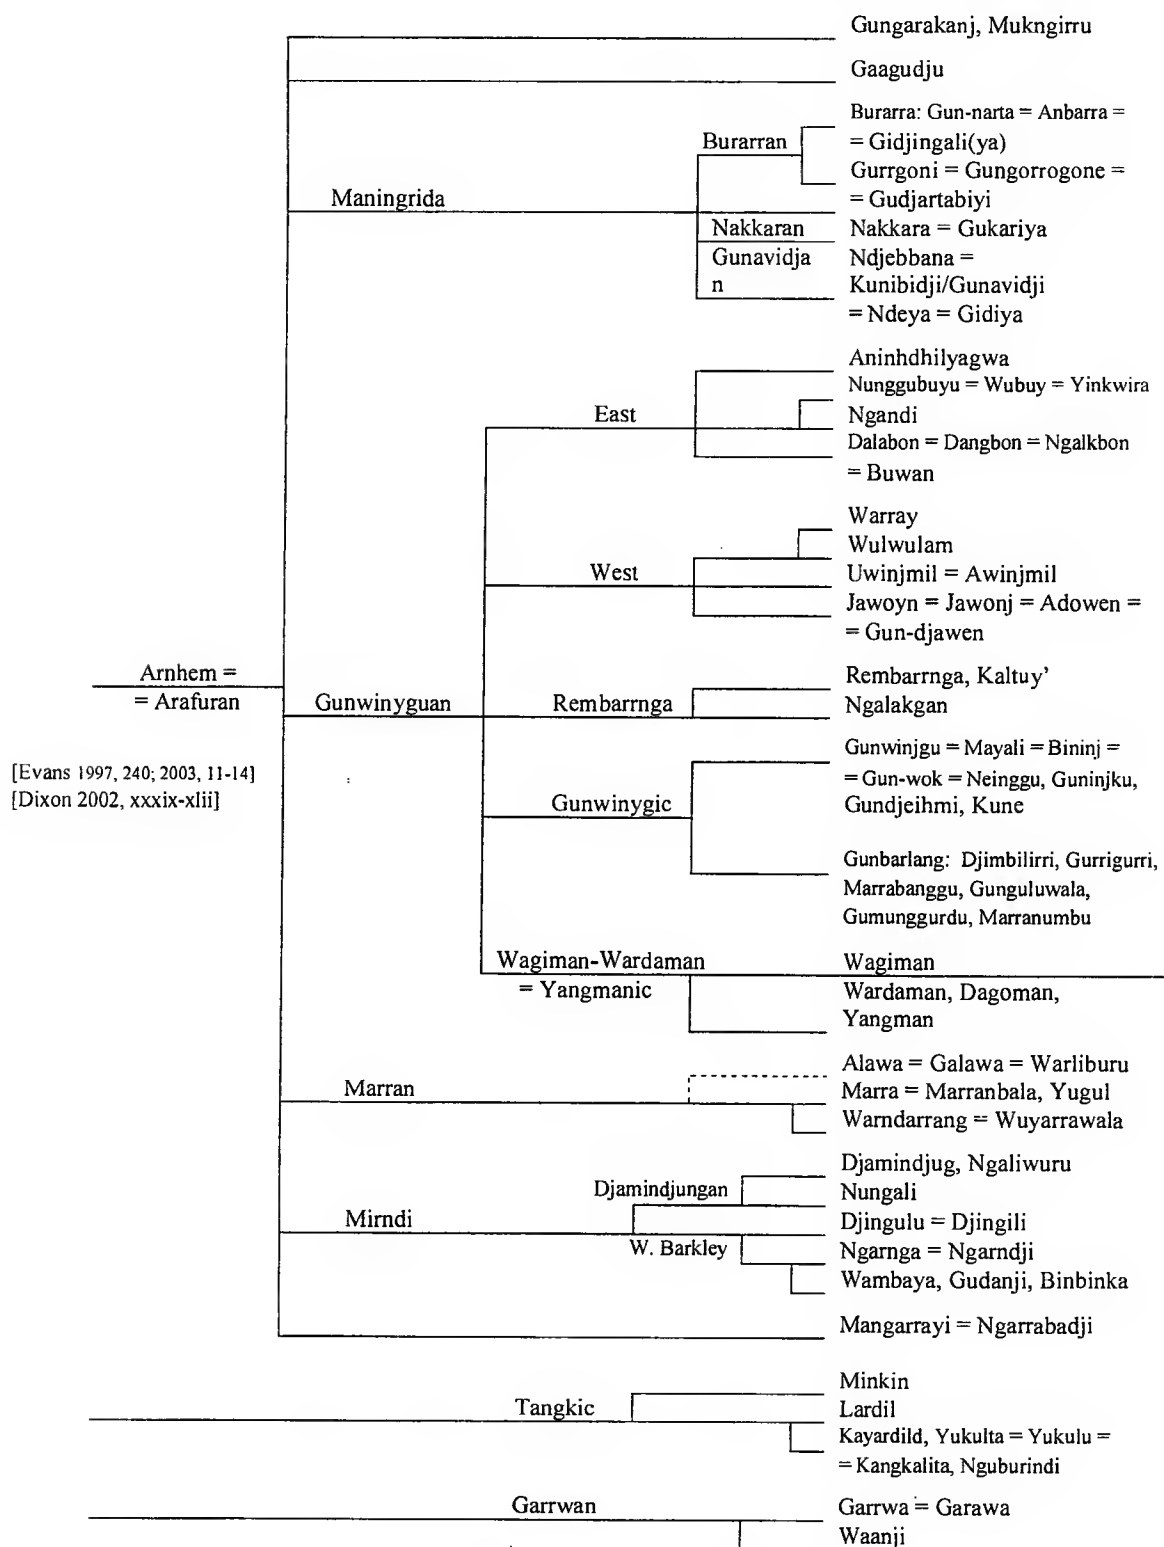 Gungarakanj, Mukngirru
Gaagudju
Burarra: Gun-narta = Anbarra =
Burarran
= Gidjingali(ya)
Gurrgoni = Gungorrogone =
= Gudjartabiyi
Maningrida
Nakkaran
Nakkara = Gukariya
Gunavidja
n
Ndjebbana =
Kunibidji/Gunavidji
= Ndeya = Gidiya
Aninhdhilyagwa
Nunggubuyu = Wubuy = Yinkwira
East
Ngandi
Dalabon = Dangbon = Ngalkbon
= Buwan
Warray
Wulwulam
West
Uwinjmil = Awinjmil
Jawoyn = Jawonj = Adowen =
= Gun-djawen
Arnhem =
= Arafuran
Gunwinyguan
Rembarrnga
Rembarrnga, Kaltuy’
Ngalakgan
[Evans 1997, 240; 2003, 11-14]
[Dixon 2002, xxxix-xlii]
Gunwinjgu = Mayali = Bininj =
= Gun-wok = Neinggu, Guninjku,
Gundjeihmi, Kune
Gunwinygic
Gunbarlang: Djimbilirri, Gurrigurri,
Marrabanggu, Gunguluwala,
Gumunggurdu, Marranumbu
Wagiman-Wardaman
= Yangmanic
Wagiman
Wardaman, Dagoman,
Yangman
Marran
Alawa = Galawa = Warliburu
Marra = Marranbala, Yugul
Warndarrang = Wuyarrawala
Djamindjug, Ngaliwuru
Djamindjungan
Nungali
Mirndi
Djingulu = Djingili
W. Barkley
Ngarnga = Ngarndji
Wambaya, Gudanji, Binbinka
Mangarrayi = Ngarrabadji
Minkin
Tangkic
Lardil
Kayardild, Yukulta = Yukulu =
= Kangkalita, Nguburindi
Garrwan
Garrwa = Garawa
Waanji